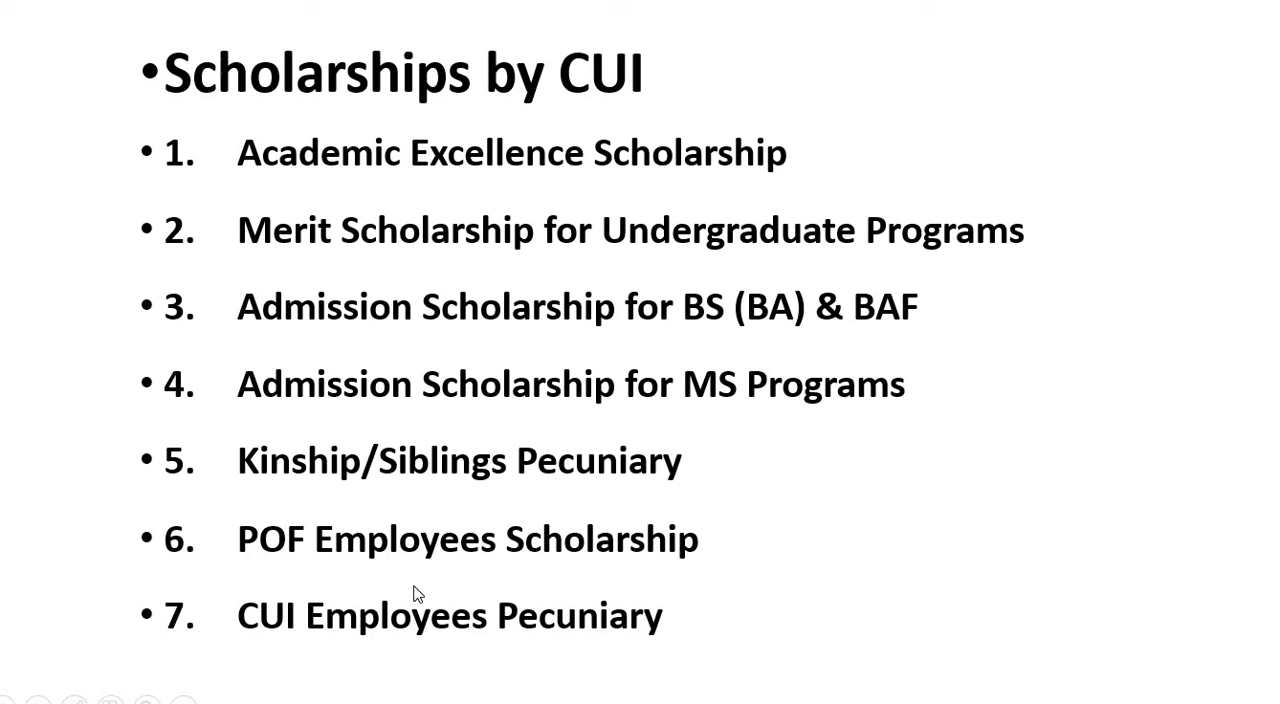 •Scholarships by CUI
• 1. Academic Excellence Scholarship
• 2. Merit Scholarship for Undergraduate Programs
• 3. Admission Scholarship for BS (BA) & BAF
• 4. Admission Scholarship for MS Programs
• 5. Kinship/Siblings Pecuniary
• 6. POF Employees Scholarship
• 7. CUI Employees Pecuniary